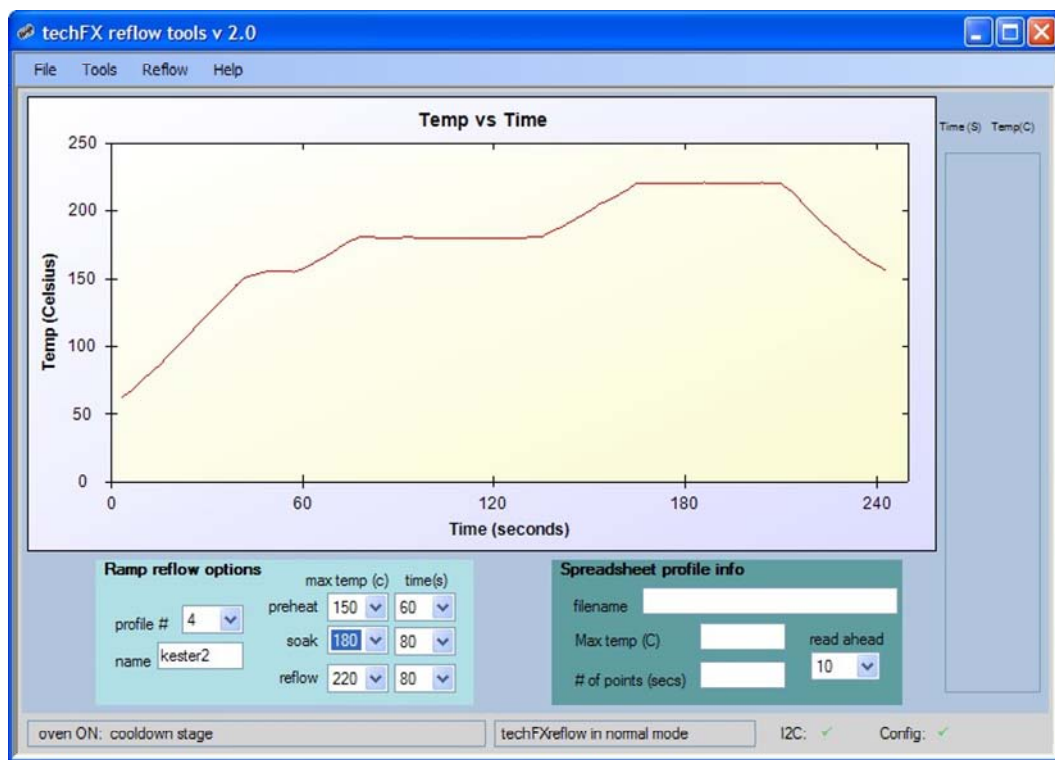 techFX reflow tools v 2.0
File Tools Reflow Help
Temp vs Time
Time (S) Temp(C)
250
200
150
100
50
0
Temp (Celsius)
0 60 120 180 240
Time (seconds)
Ramp reflow options
max temp (c) time(s)
profile # 4
name kester2
preheat 150 60
soak 180 80
reflow 220 80
Spreadsheet profile info
filename
Max temp (C)
# of points (secs)
read ahead
10
oven ON: cooldown stage
techFXreflow in normal mode
I2C: ✓
Config: ✓